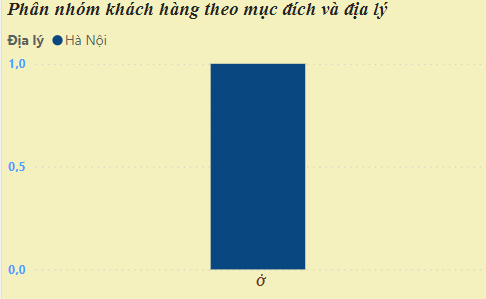 Phân nhóm khách hàng theo mục đích và địa lý
Địa lý Hà Nội
1,0
0,5
0,0
Ở